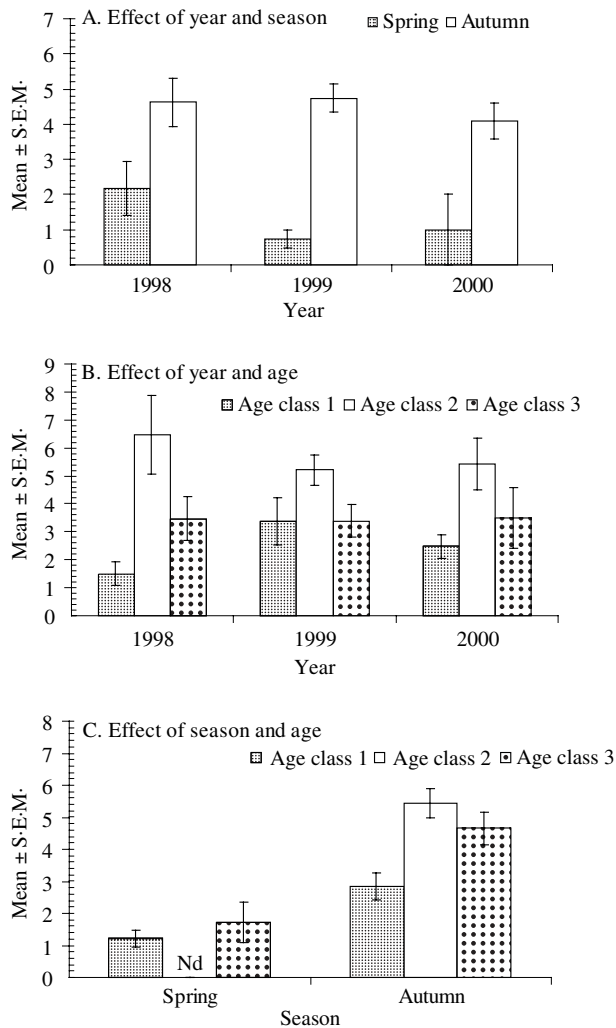 A. Effect of year and season
Spring Autumn
7
6
5
4
3
2
1
0
Mean ± S·E·M·
1998 1999 2000
Year
B. Effect of year and age
Age class 1 Age class 2 Age class 3
9
8
7
6
5
4
3
2
1
0
Mean ± S·E·M·
1998 1999 2000
Year
C. Effect of season and age
Age class 1 Age class 2 Age class 3
8
7
6
5
4
3
2
1
0
Mean ± S·E·M·
Nd
Spring Autumn
Season